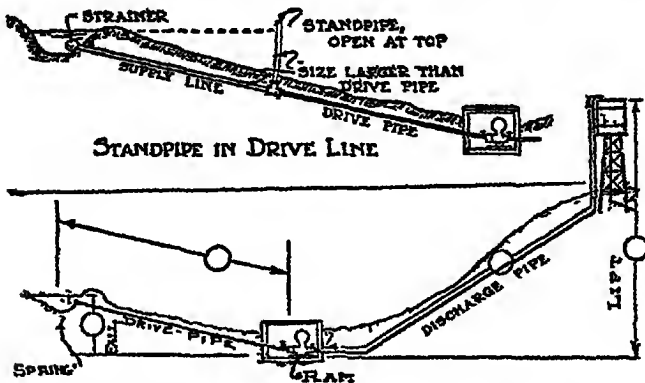 STRAINER
STANDPIPE,
OPEN AT TOP
SIZE LARGER THAN
DRIVE PIPE
SUPPLY LINE
DRIVE PIPE
STANDPIPE IN DRIVE LINE
LIFT
DISCHARGE PIPE
DRIVE-PIPE
FALL
SPRING
RAM